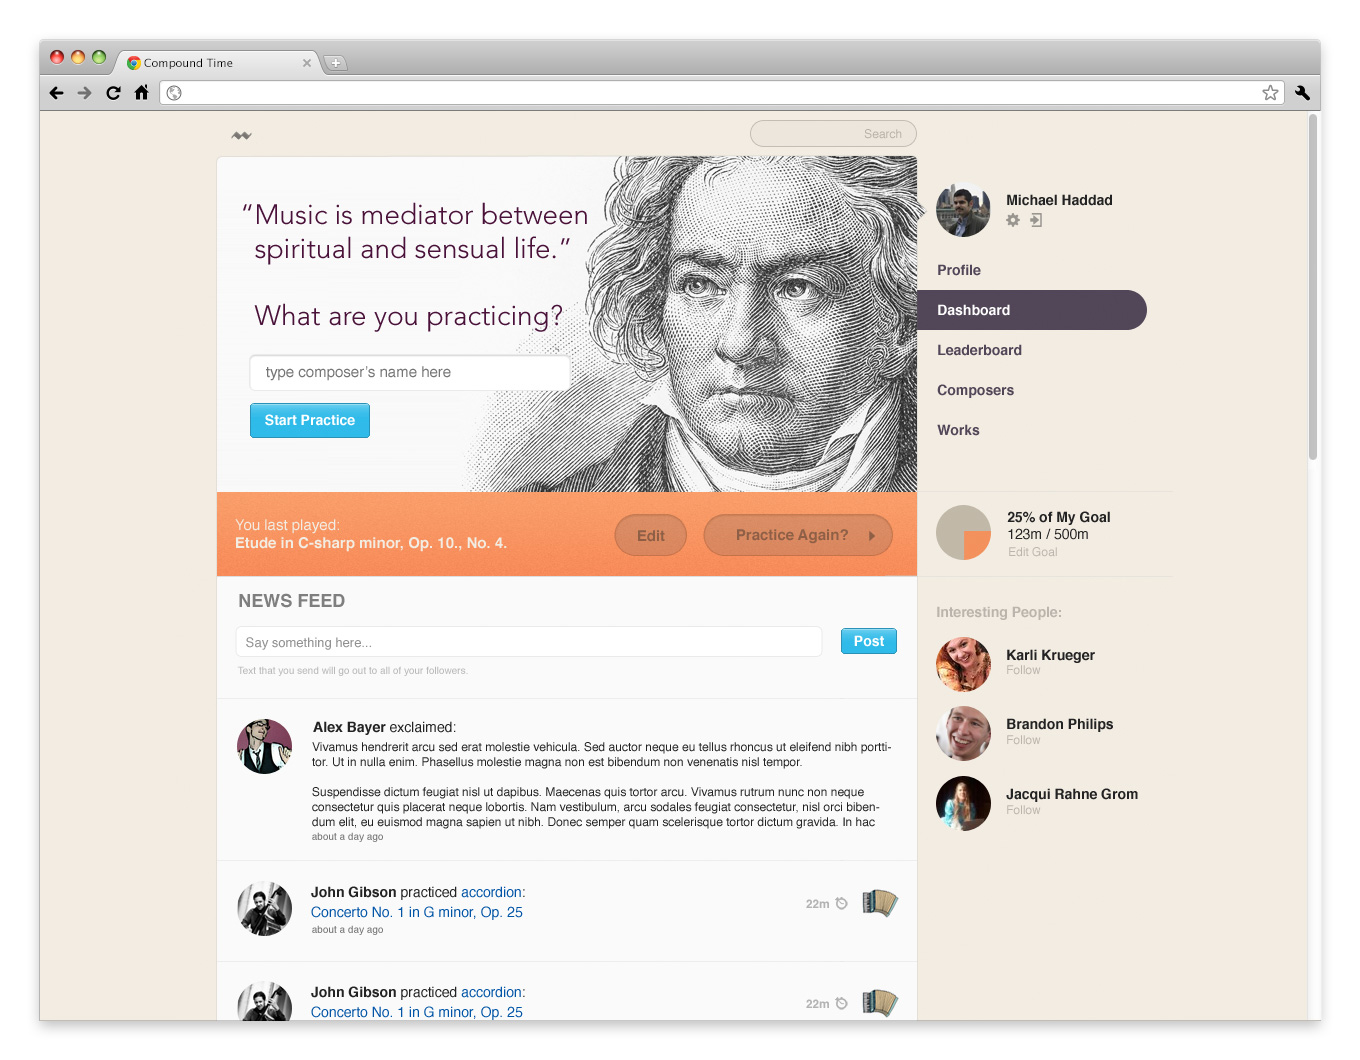 Compound Time
Search
“Music is mediator between
spiritual and sensual life.”
What are you practicing?
type composer's name here
Start Practice
Michael Haddad
Profile
Dashboard
Leaderboard
Composers
Works
You last played:
Etude in C-sharp minor, Op. 10., No. 4.
Edit
Practice Again?
25% of My Goal
123m / 500m
Edit Goal
NEWS FEED
Say something here...
Post
Text that you send will go out to all of your followers.
Interesting People:
Karli Krueger
Follow
Brandon Philips
Follow
Jacqui Rahne Grom
Follow
Alex Bayer exclaimed:
Vivamus hendrerit arcu sed erat molestie vehicula. Sed auctor neque eu tellus rhoncus ut eleifend nibh portti-
tor. Ut in nulla enim. Phasellus molestie magna non est bibendum non venenatis nisl tempor.
Suspendisse dictum feugiat nisl ut dapibus. Maecenas quis tortor arcu. Vivamus rutrum nunc non neque
consectetur quis placerat neque lobortis. Nam vestibulum, arcu sodales feugiat consectetur, nisl orci biben-
dum elit, eu euismod magna sapien ut nibh. Donec semper quam scelerisque tortor dictum gravida. In hac
about a day ago
John Gibson practiced accordion:
Concerto No. 1 in G minor, Op. 25
about a day ago
22m
John Gibson practiced accordion:
Concerto No. 1 in G minor, Op. 25
22m